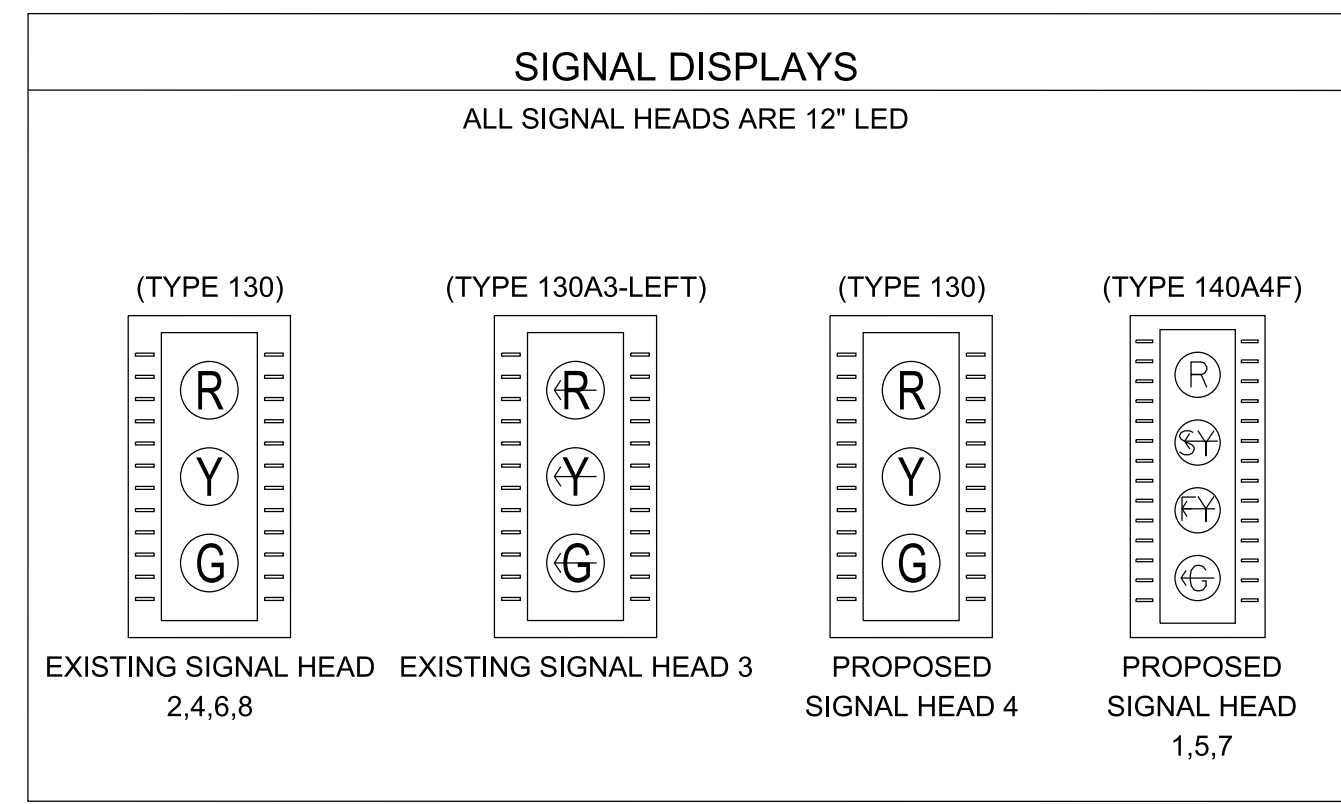 SIGNAL DISPLAYS
ALL SIGNAL HEADS ARE 12" LED
(TYPE 130)
R
Y
G
EXISTING SIGNAL HEAD
2,4,6,8
(TYPE 130A3-LEFT)
R
Y
G
EXISTING SIGNAL HEAD 3
(TYPE 130)
R
Y
G
PROPOSED
SIGNAL HEAD 4
(TYPE 140A4F)
R
SY
FY
G
PROPOSED
SIGNAL HEAD
1,5,7